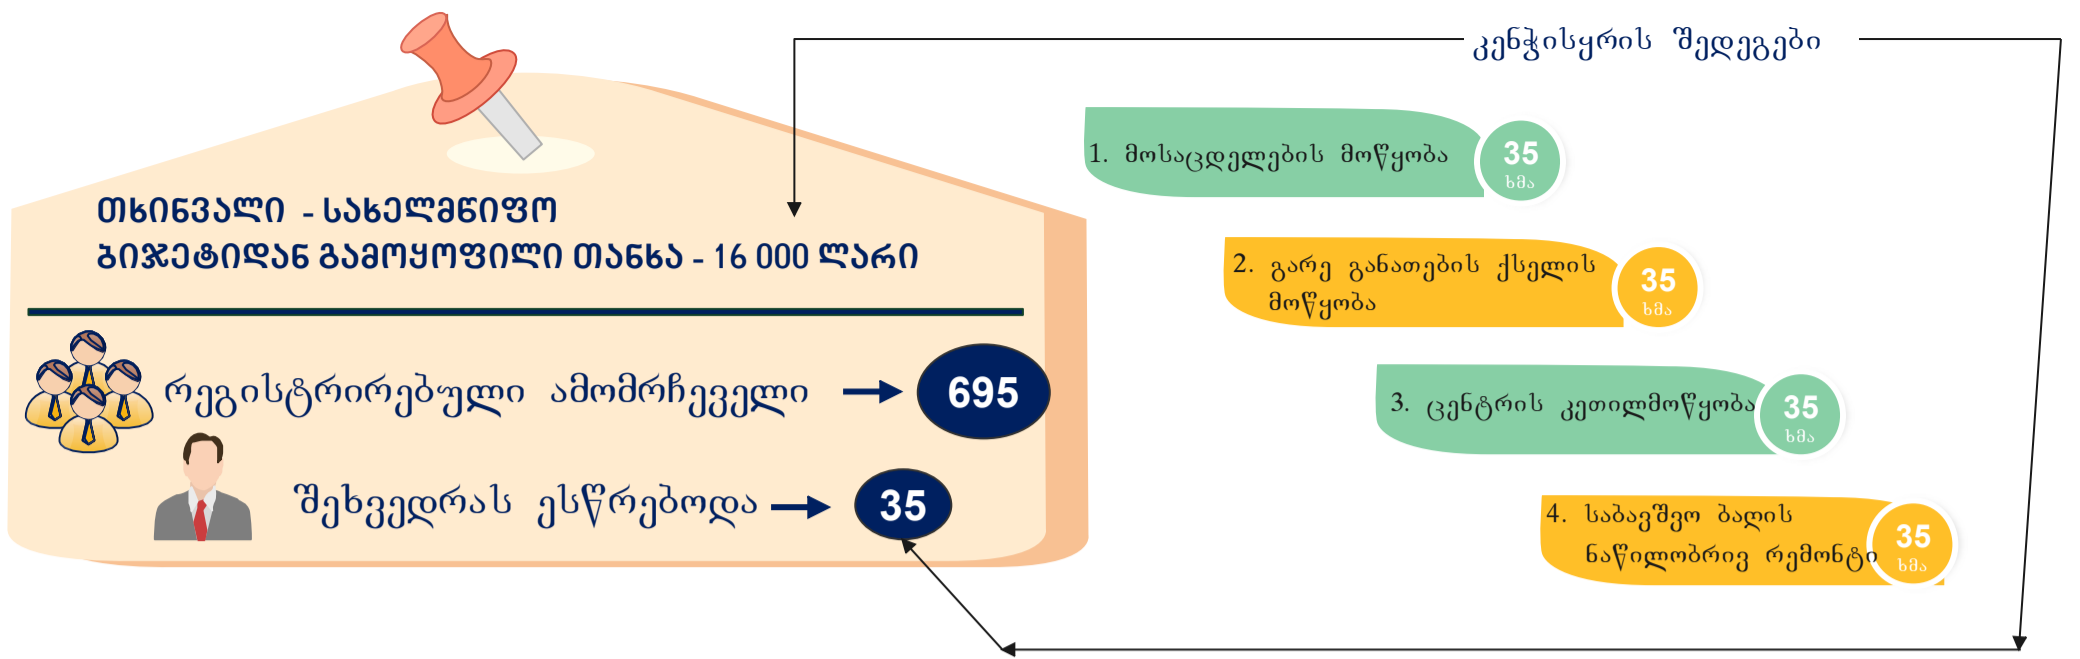 კენჭისყრის შედეგები
თხინვალი - სახელმწიფო
ბიჯეტიდან გამოყოფილი თანხა - 16 000 ლარი
რეგისტრირებული ამომრჩეველი
695
შეხვედრას ესწრებოდა
35
1. მოსაცდელების მოწყობა
35
ხმა
2. გარე განათების ქსელის
მოწყობა
35
ხმა
3. ცენტრის კეთილმოწყობა
35
ხმა
4. საბავშვო ბაღის
ნაწილობრივ რემონტი
35
ხმა